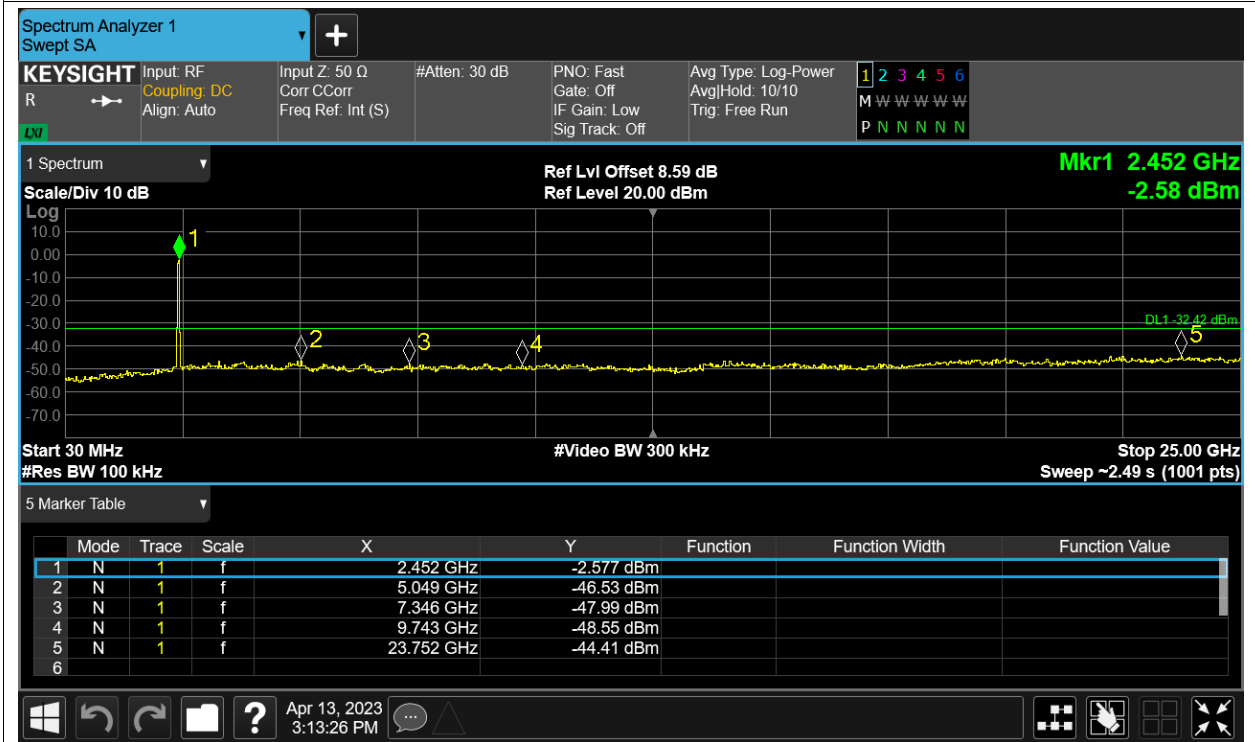 Spectrum Analyzer 1
Swept SA
+
KEYSIGHT Input: RF Input Z: 50 Ω #Atten: 30 dB PNO: Fast Avg Type: Log-Power 1 2 3 4 5 6
R Coupling: DC Corr CCorr Gate: Off Avg|Hold: 10/10 M W W W W W
Align: Auto Freq Ref: Int (S) IF Gain: Low Trig: Free Run
LXI Sig Track: Off P N N N N N
1 Spectrum Ref Lvl Offset 8.59 dB Mkr1 2.452 GHz
Scale/Div 10 dB Ref Level 20.00 dBm -2.58 dBm
Log
10.0
1
0.00
-10.0
-20.0
-30.0
DL1 -32.42 dBm
2 3 4 5
-40.0
-50.0
-60.0
-70.0
Start 30 MHz #Video BW 300 kHz Stop 25.00 GHz
#Res BW 100 kHz Sweep ~2.49 s (1001 pts)
5 Marker Table
Mode Trace Scale X Y Function Function Width Function Value
1 N 1 f 2.452 GHz -2.577 dBm
2 N 1 f 5.049 GHz -46.53 dBm
3 N 1 f 7.346 GHz -47.99 dBm
4 N 1 f 9.743 GHz -48.55 dBm
5 N 1 f 23.752 GHz -44.41 dBm
6
? Apr 13, 2023
3:13:26 PM